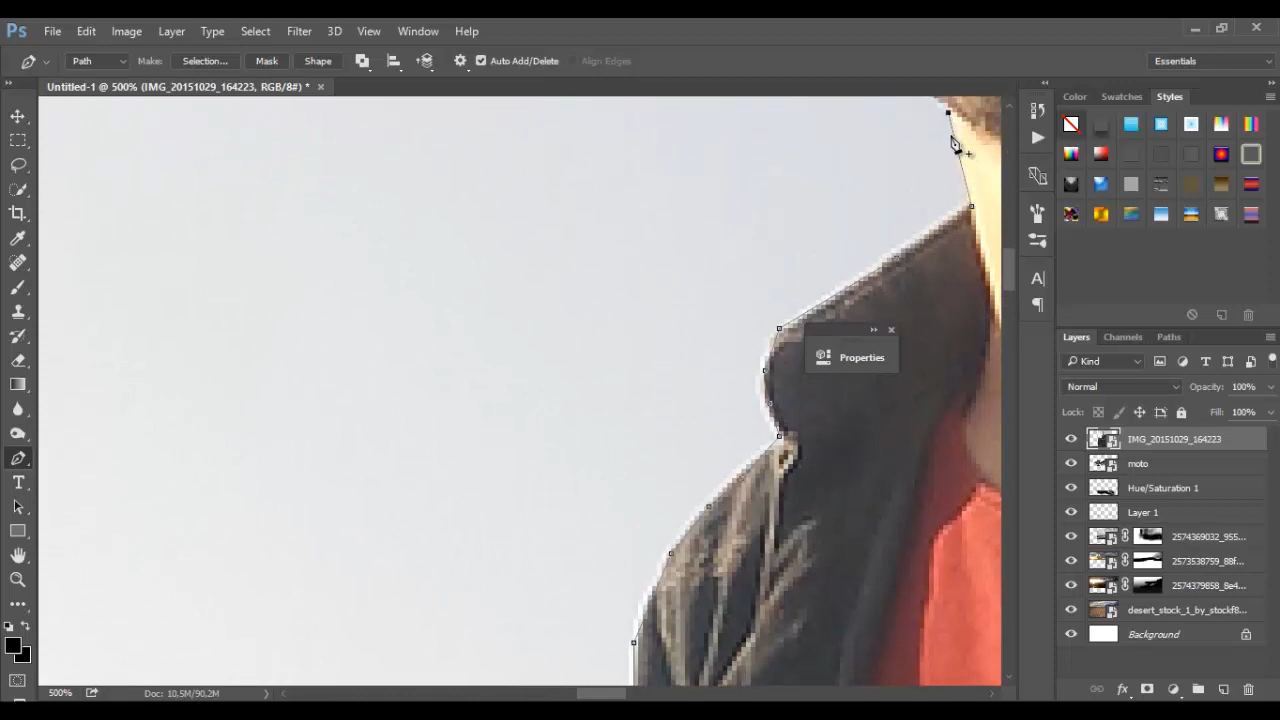 Ps File Edit Image Layer Type Select Filter 3D View Window Help
Path Make: Selection... Mask Shape Auto Add/Delete Align Edges Essentials
Untitled-1 @ 500% (IMG_20151029_164223, RGB/8#) *
Color Swatches Styles
Properties
Layers Channels Paths
Kind
Normal Opacity: 100%
Lock: Fill: 100%
IMG_20151029_164223
moto
Hue/Saturation 1
Layer 1
2574369032_955...
2573538759_88f...
2574379858_8e4...
desert_stock_1_by_stockf8...
Background
500% Doc: 10,5M/90,2M